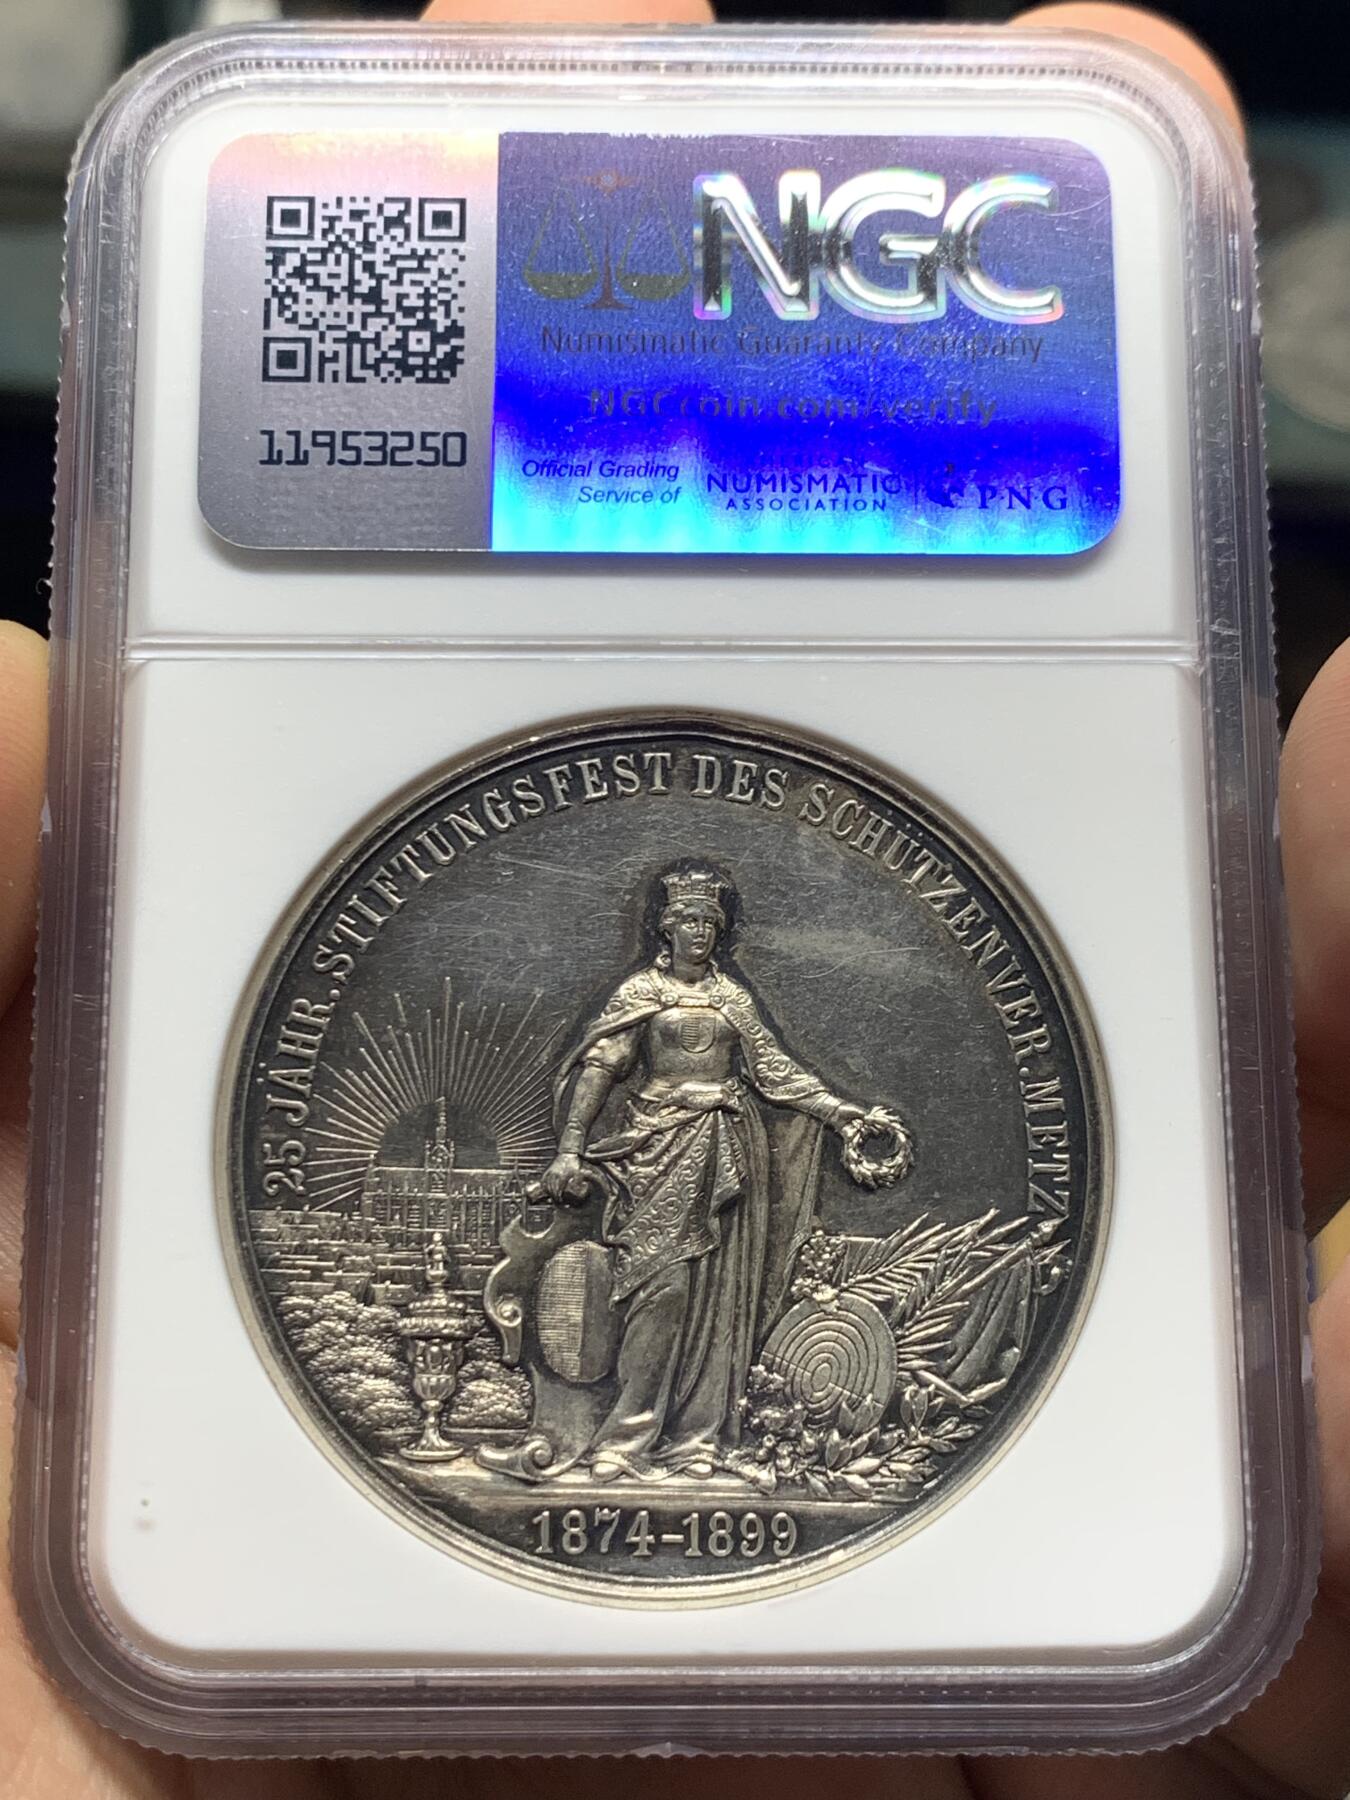 NGC
Numismatic Guaranty Company
NGCcoin.com/verify
11953250
Official Grading
Service of
NUMISMATIC
ASSOCIATION
P·N·G
25 JÄHR. STIFTUNGSFEST DES SCHÜTZENVER. METZ
1874-1899